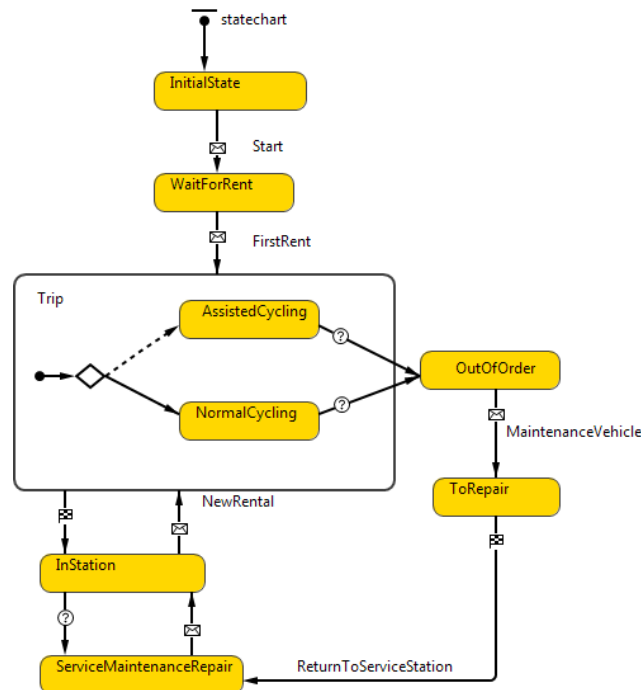 statechart
InitialState
Start
WaitForRent
FirstRent
Trip
AssistedCycling
?
OutOfOrder
NormalCycling
?
MaintenanceVehicle
ToRepair
NewRental
InStation
?
ServiceMaintenanceRepair
ReturnToServiceStation